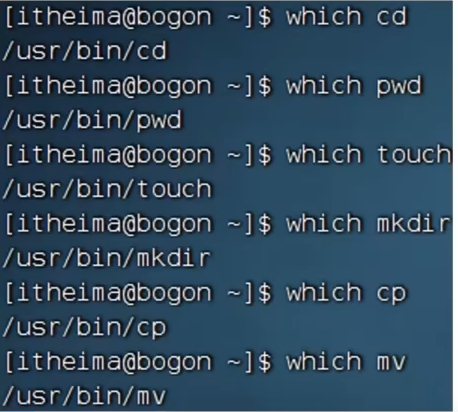 [itheima@bogon ~]$ which cd
/usr/bin/cd
[itheima@bogon ~]$ which pwd
/usr/bin/pwd
[itheima@bogon ~]$ which touch
/usr/bin/touch
[itheima@bogon ~]$ which mkdir
/usr/bin/mkdir
[itheima@bogon ~]$ which cp
/usr/bin/cp
[itheima@bogon ~]$ which mv
/usr/bin/mv